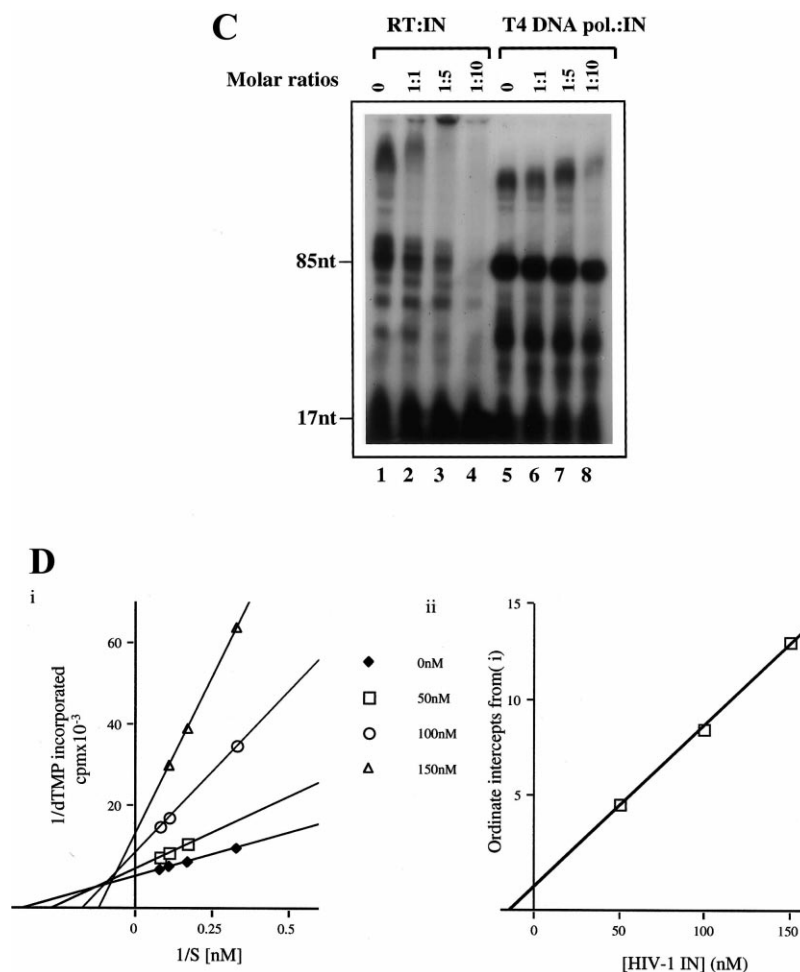 C
RT:IN
T4 DNA pol.:IN
Molar ratios
0
1:1
1:5
1:10
0
1:1
1:5
1:10
85nt
17nt
1 2 3 4 5 6 7 8
D
i
1/dTMP incorporated
cpmx10-3
60
40
20
0 0.25 0.5
1/S [nM]
0nM
50nM
100nM
150nM
ii
Ordinate intercepts from( i)
15
10
5
0 50 100 150
[HIV-1 IN] (nM)